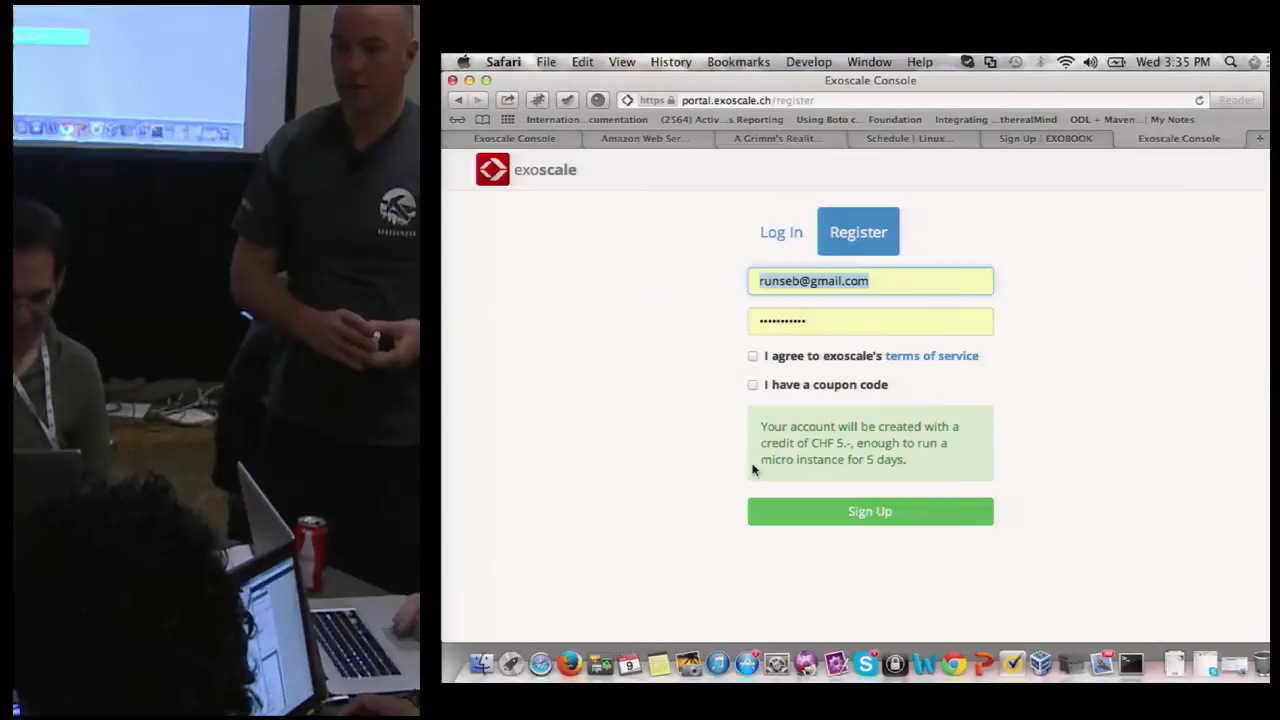 Safari File Edit View History Bookmarks Develop Window Help Wed 3:35 PM
Exoscale Console
https portal.exoscale.ch/register Reader
Internation...cumentation (2564) Activ...s Reporting Using Boto c... Foundation Integrating ...therealMind ODL + Maven... | My Notes
Exoscale Console Amazon Web Ser... A Grimm's Realit... Schedule | Linux... Sign Up | EXOBOOK Exoscale Console
exoscale
Log In Register
runseb@gmail.com
•••••••••••
I agree to exoscale's terms of service
I have a coupon code
Your account will be created with a
credit of CHF 5.-, enough to run a
micro instance for 5 days.
Sign Up
9